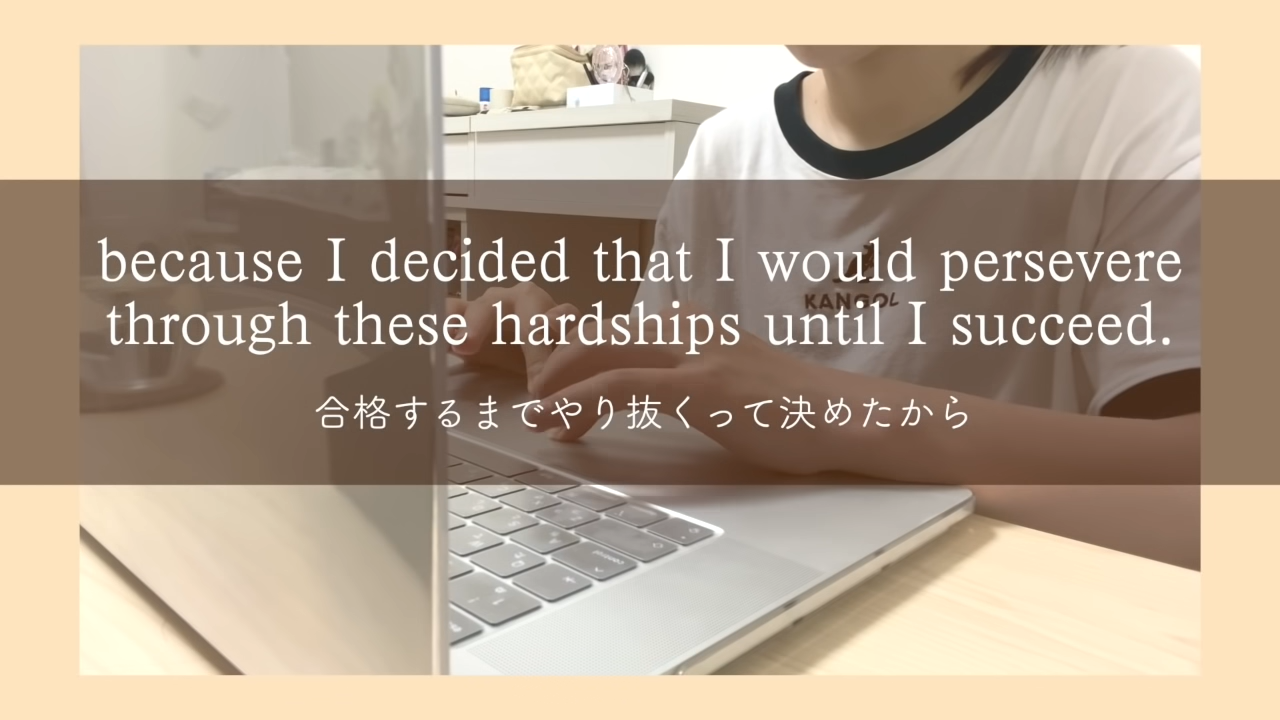 because I decided that I would persevere
through these hardships until I succeed.
合格するまでやり抜くって決めたから
KANGOL